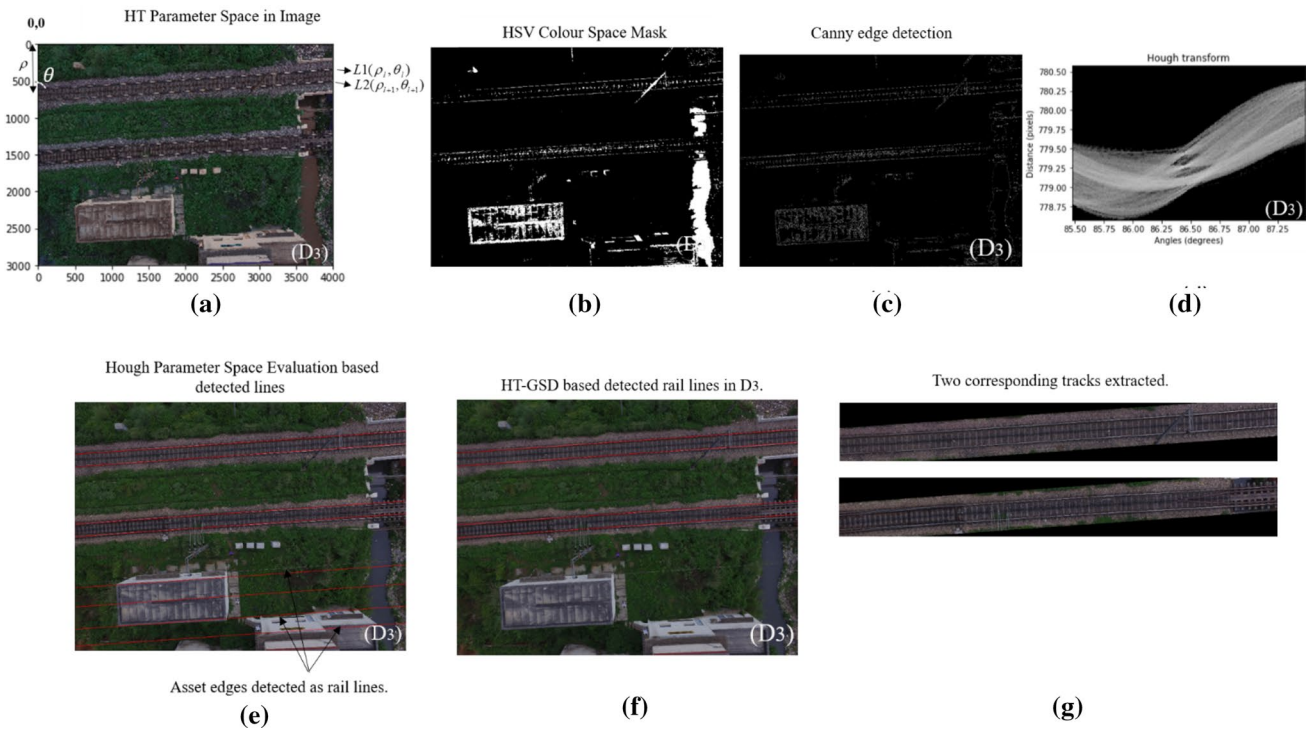 HT Parameter Space in Image
0,0
0
500
1000
1500
2000
2500
3000
ρ
θ
L1(ρᵢ,θᵢ)
L2(ρᵢ₊₁,θᵢ₊₁)
(D3)
0 500 1000 1500 2000 2500 3000 3500 4000
(a)
HSV Colour Space Mask
(b)
Canny edge detection
(D3)
(c)
Hough transform
Distance (pixels)
780.50
780.25
780.00
779.75
779.50
779.25
779.00
778.75
(D3)
85.50 85.75 86.00 86.25 86.50 86.75 87.00 87.25
Angles (degrees)
(d)
Hough Parameter Space Evaluation based
detected lines
(D3)
Asset edges detected as rail lines.
(e)
HT-GSD based detected rail lines in D3.
(D3)
(f)
Two corresponding tracks extracted.
(g)